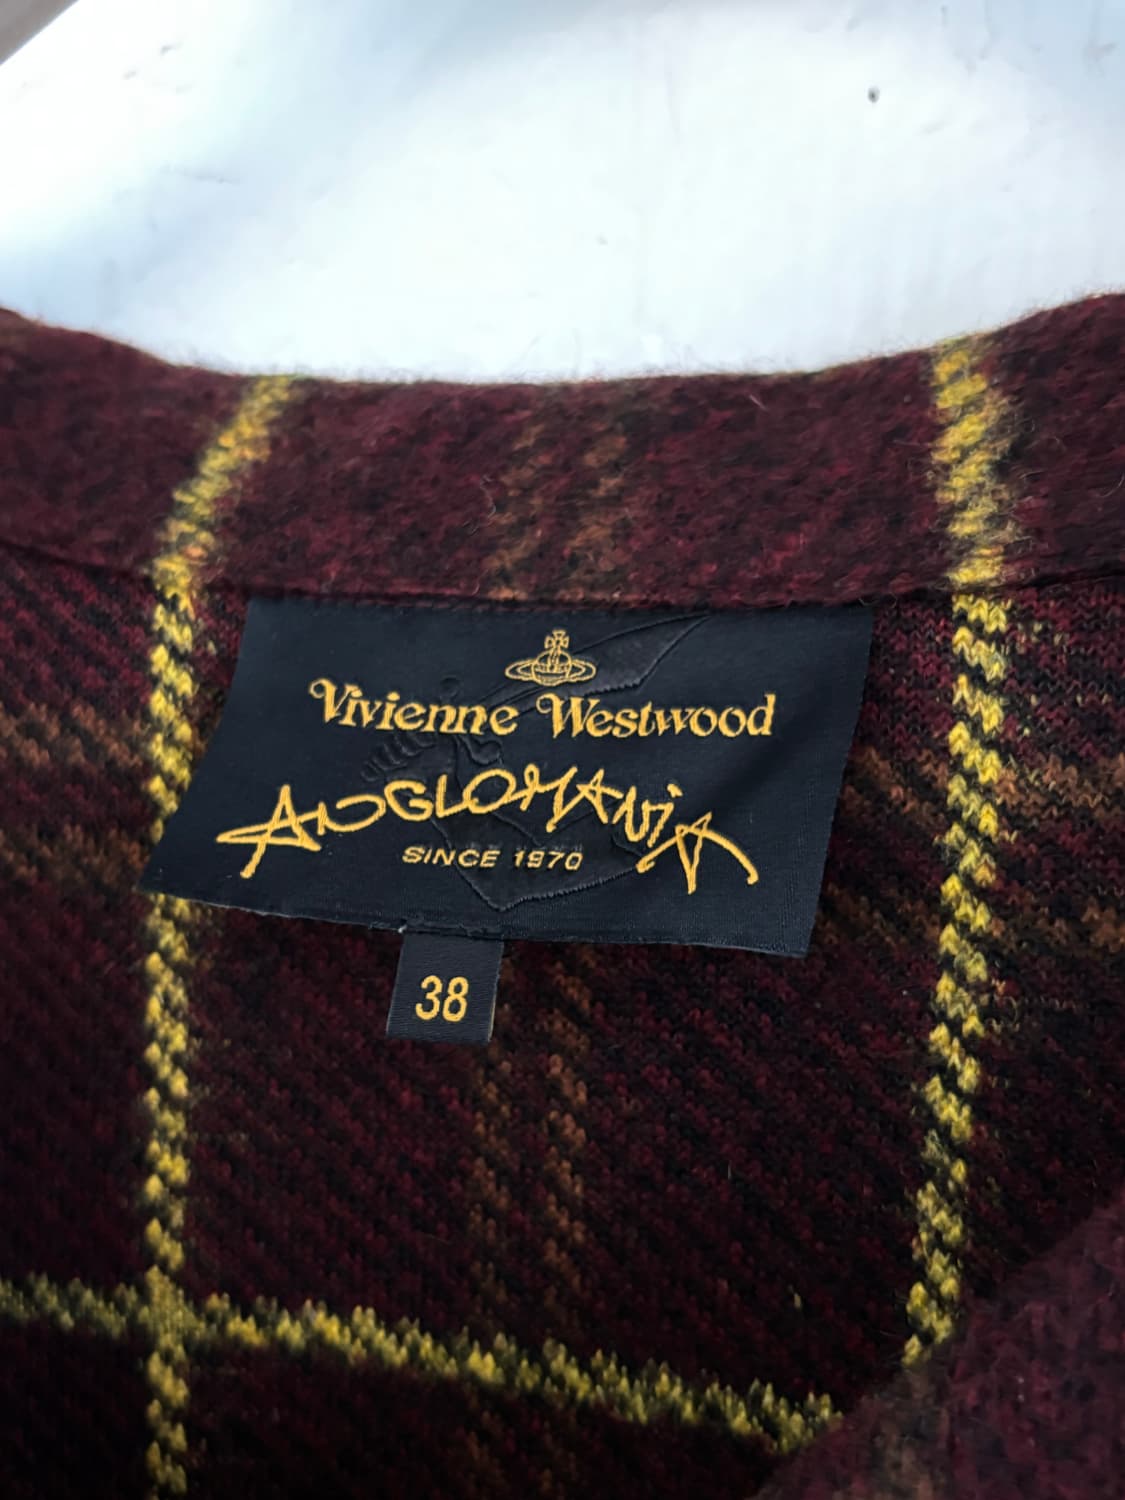 Vivienne Westwood
ANGLOMANiA
SINCE 1970
38